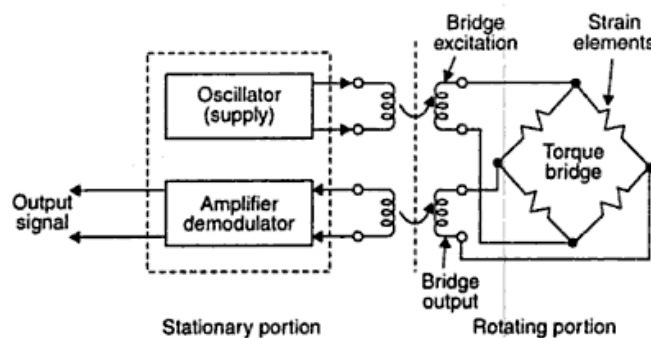 Bridge
excitation
Strain
elements
Oscillator
(supply)
Torque
bridge
Output
signal
Amplifier
demodulator
Bridge
output
Stationary portion
Rotating portion